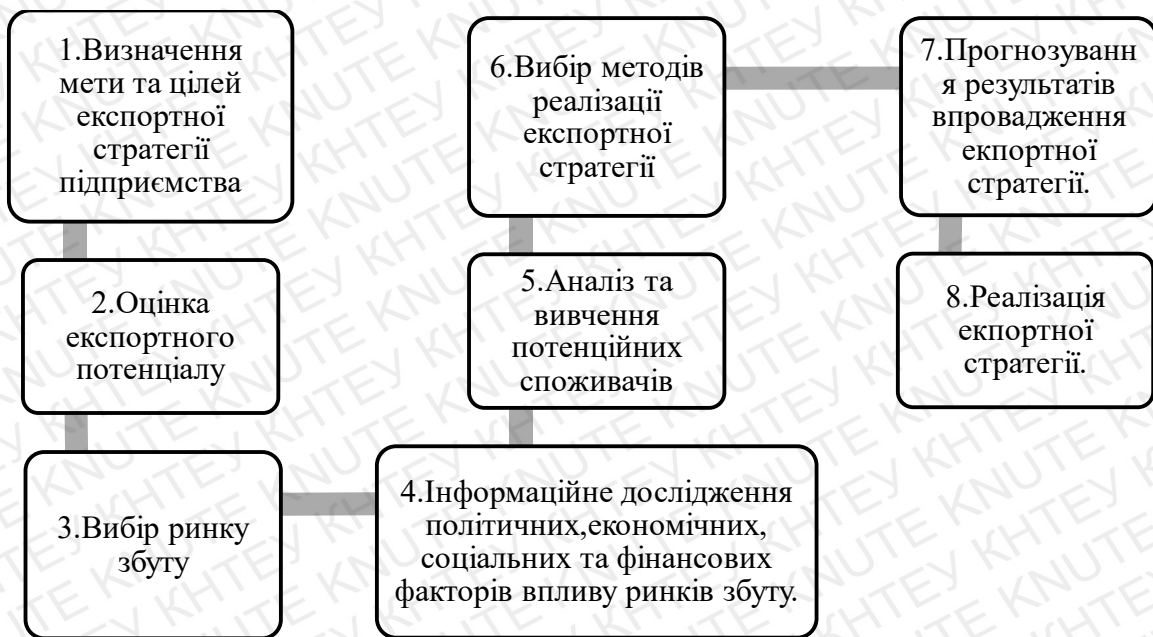 1.Визначення
мети та цілей
експортної
стратегії
підприємства
2.Оцінка
експортного
потенціалу
3.Вибір ринку
збуту
4.Інформаційне дослідження
політичних,економічних,
соціальних та фінансових
факторів впливу ринків збуту.
5.Аналіз та
вивчення
потенційних
споживачів
6.Вибір методів
реалізації
експортної
стратегії
7.Прогнозуванн
я результатів
впровадження
екпортної
стратегії.
8.Реалізація
екпортної
стратегії.